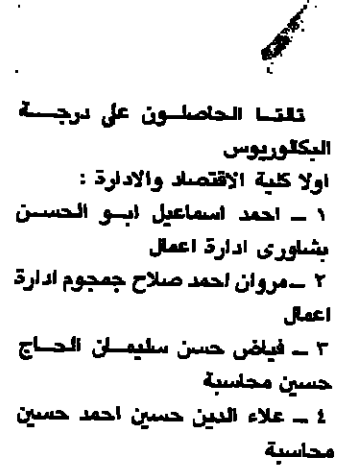 ثالثا الحاصلون على درجة
البكالوريوس
اولا كلية الاقتصاد والادارة :
١ ـ احمد اسماعيل ابو الحسن
بشاورى ادارة اعمال
٢ ـ مروان احمد صلاح جمجوم ادارة
اعمال
٣ ـ فياض حسن سليمان الحاج
حسين محاسبة
٤ ـ علاء الدين حسين احمد حسين
محاسبة